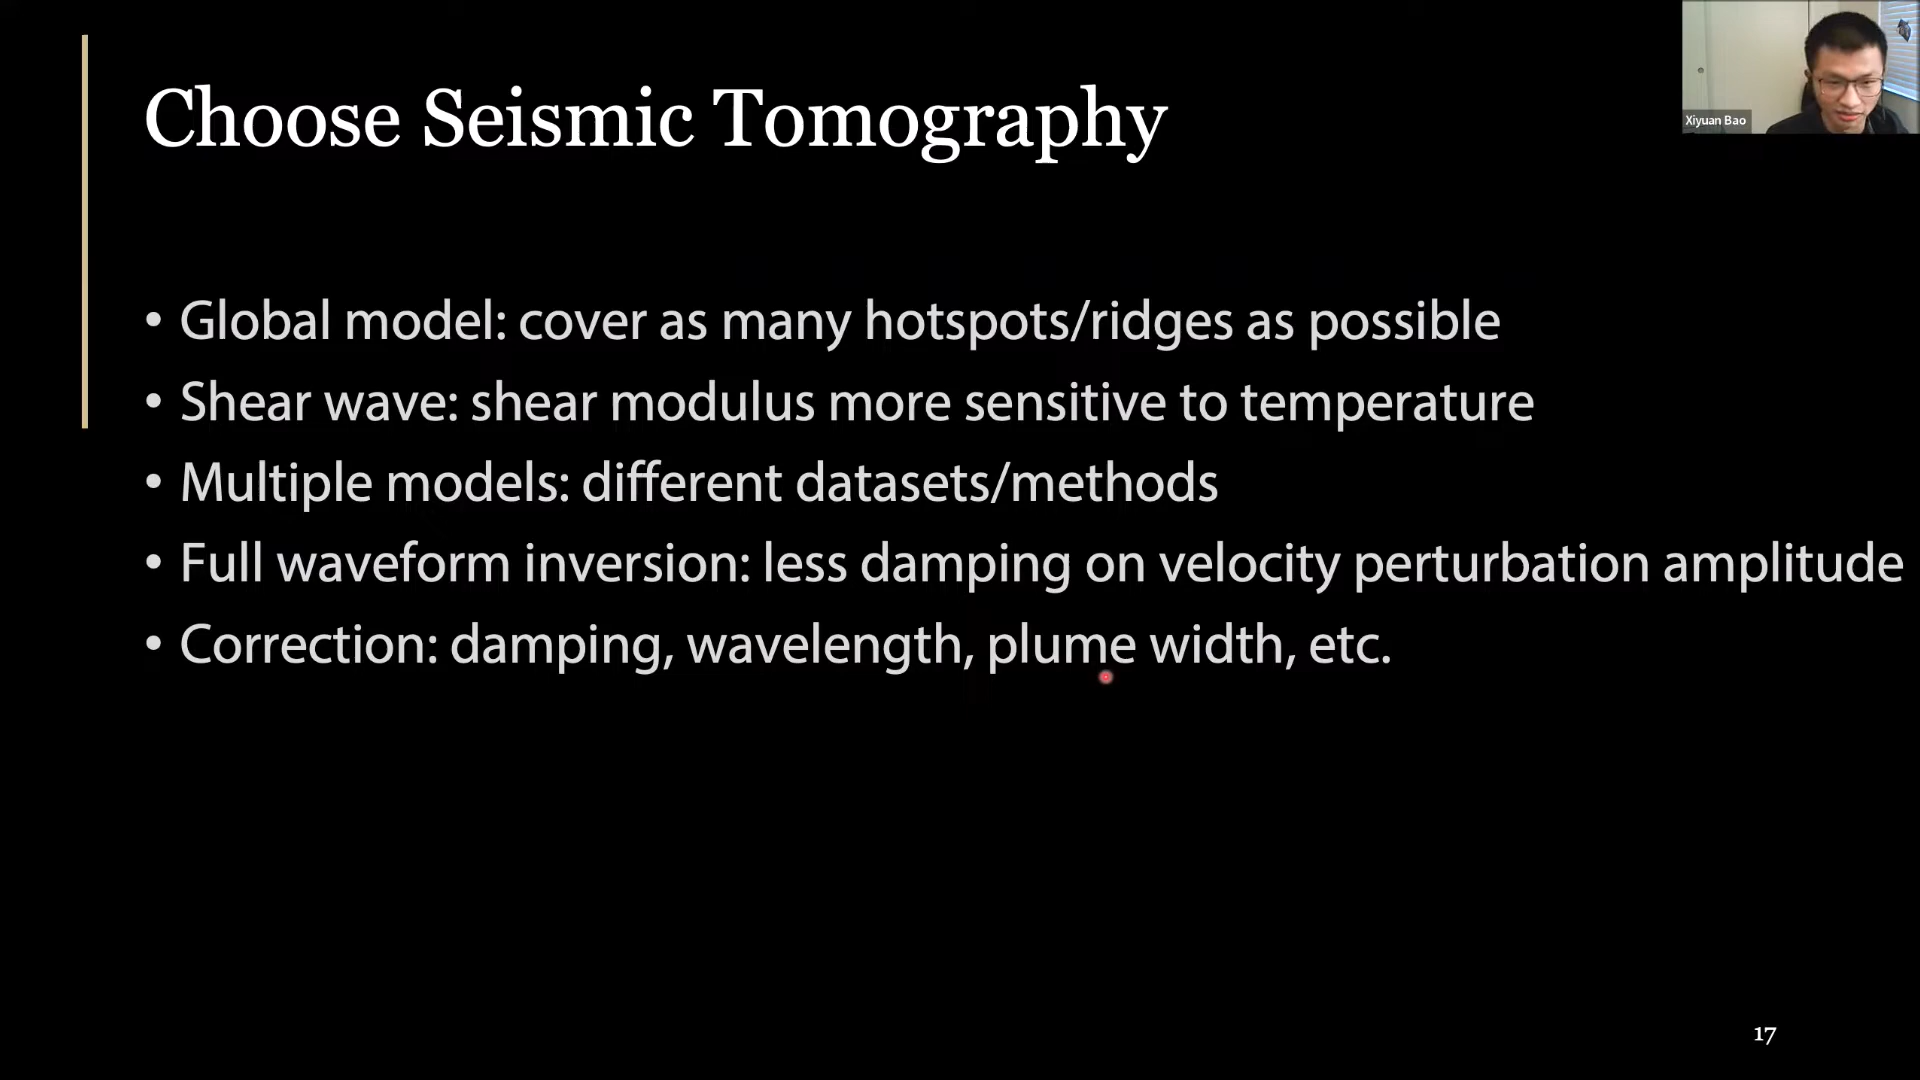 Choose Seismic Tomography
Xiyuan Bao
• Global model: cover as many hotspots/ridges as possible
• Shear wave: shear modulus more sensitive to temperature
• Multiple models: different datasets/methods
• Full waveform inversion: less damping on velocity perturbation amplitude
• Correction: damping, wavelength, plume width, etc.
17